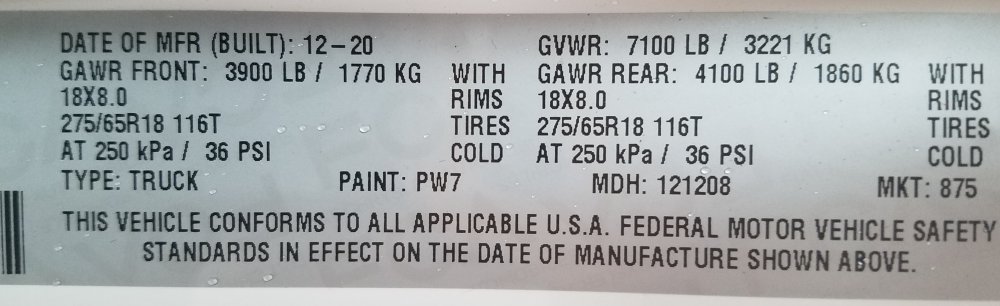 DATE OF MFR (BUILT): 12-20 GVWR: 7100 LB / 3221 KG
GAWR FRONT: 3900 LB / 1770 KG WITH GAWR REAR: 4100 LB / 1860 KG WITH
18X8.0 RIMS 18X8.0 RIMS
275/65R18 116T TIRES 275/65R18 116T TIRES
AT 250 kPa / 36 PSI COLD AT 250 kPa / 36 PSI COLD
TYPE: TRUCK PAINT: PW7 MDH: 121208 MKT: 875
THIS VEHICLE CONFORMS TO ALL APPLICABLE U.S.A. FEDERAL MOTOR VEHICLE SAFETY
STANDARDS IN EFFECT ON THE DATE OF MANUFACTURE SHOWN ABOVE.